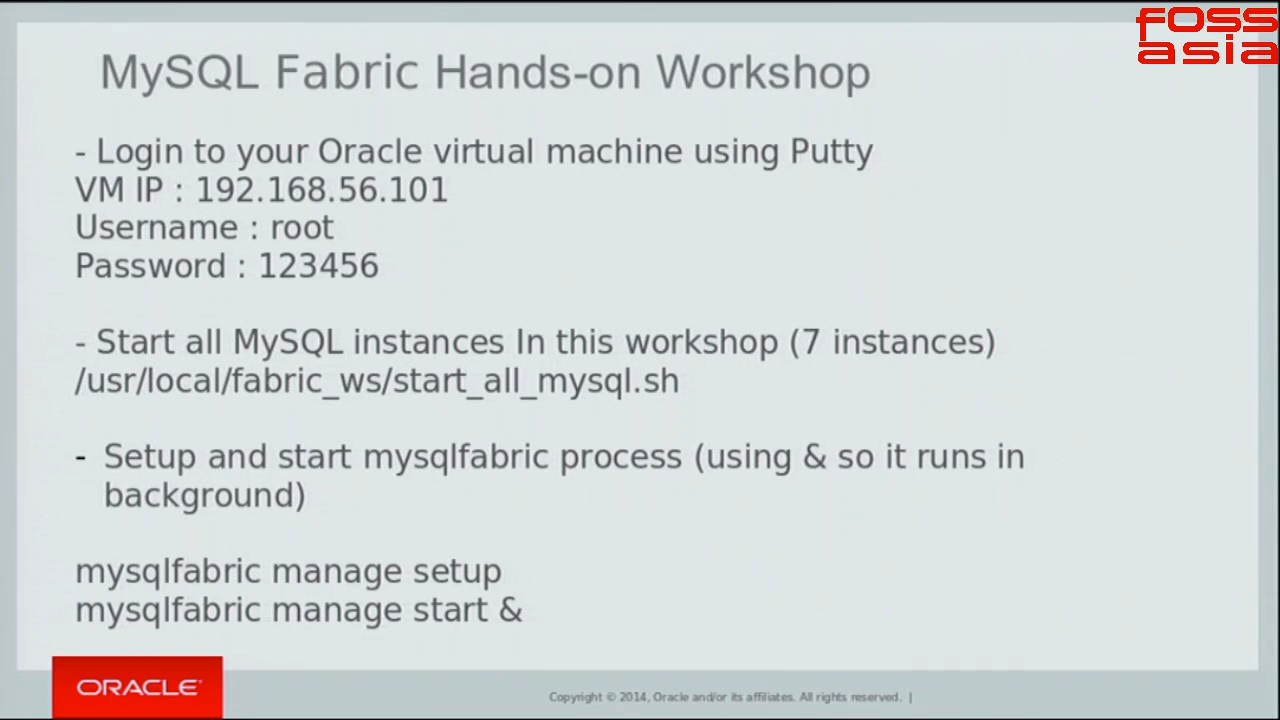 FOSS
asia
MySQL Fabric Hands-on Workshop
- Login to your Oracle virtual machine using Putty
VM IP : 192.168.56.101
Username : root
Password : 123456
- Start all MySQL instances In this workshop (7 instances)
/usr/local/fabric_ws/start_all_mysql.sh
- Setup and start mysqlfabric process (using & so it runs in
background)
mysqlfabric manage setup
mysqlfabric manage start &
ORACLE
Copyright © 2014, Oracle and/or its affiliates. All rights reserved. |